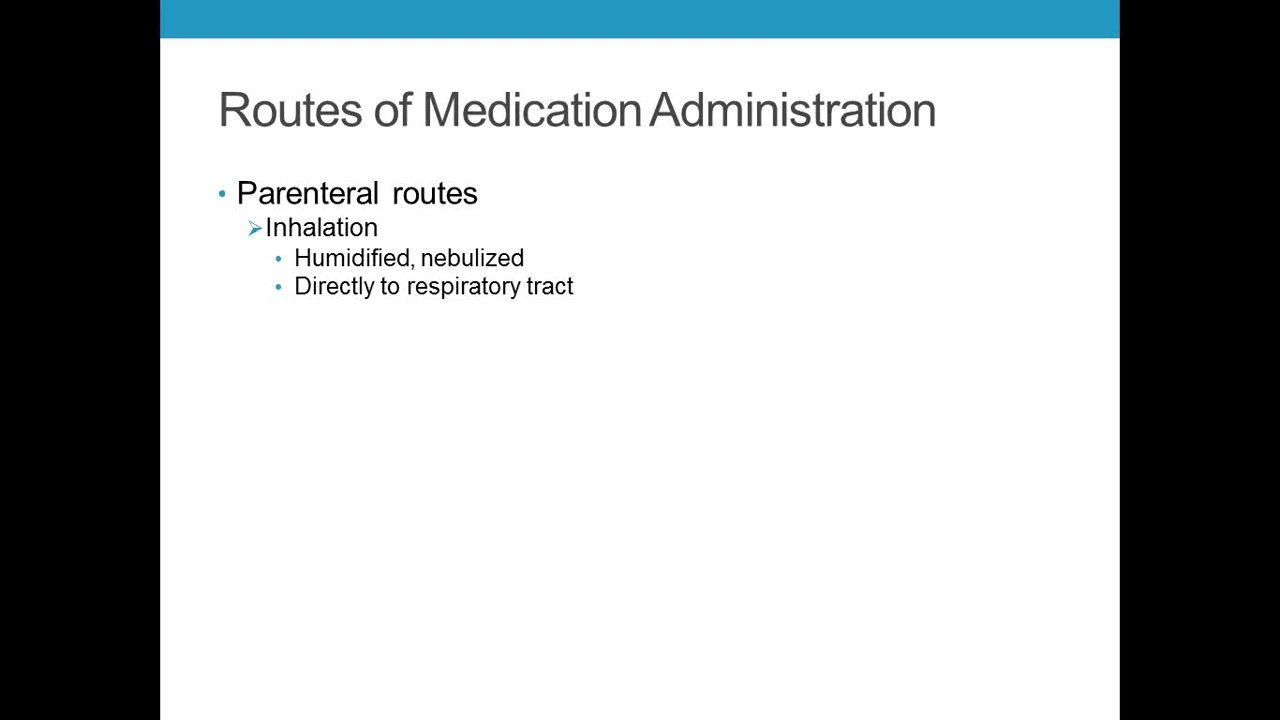 Routes of Medication Administration
• Parenteral routes
➢Inhalation
• Humidified, nebulized
• Directly to respiratory tract